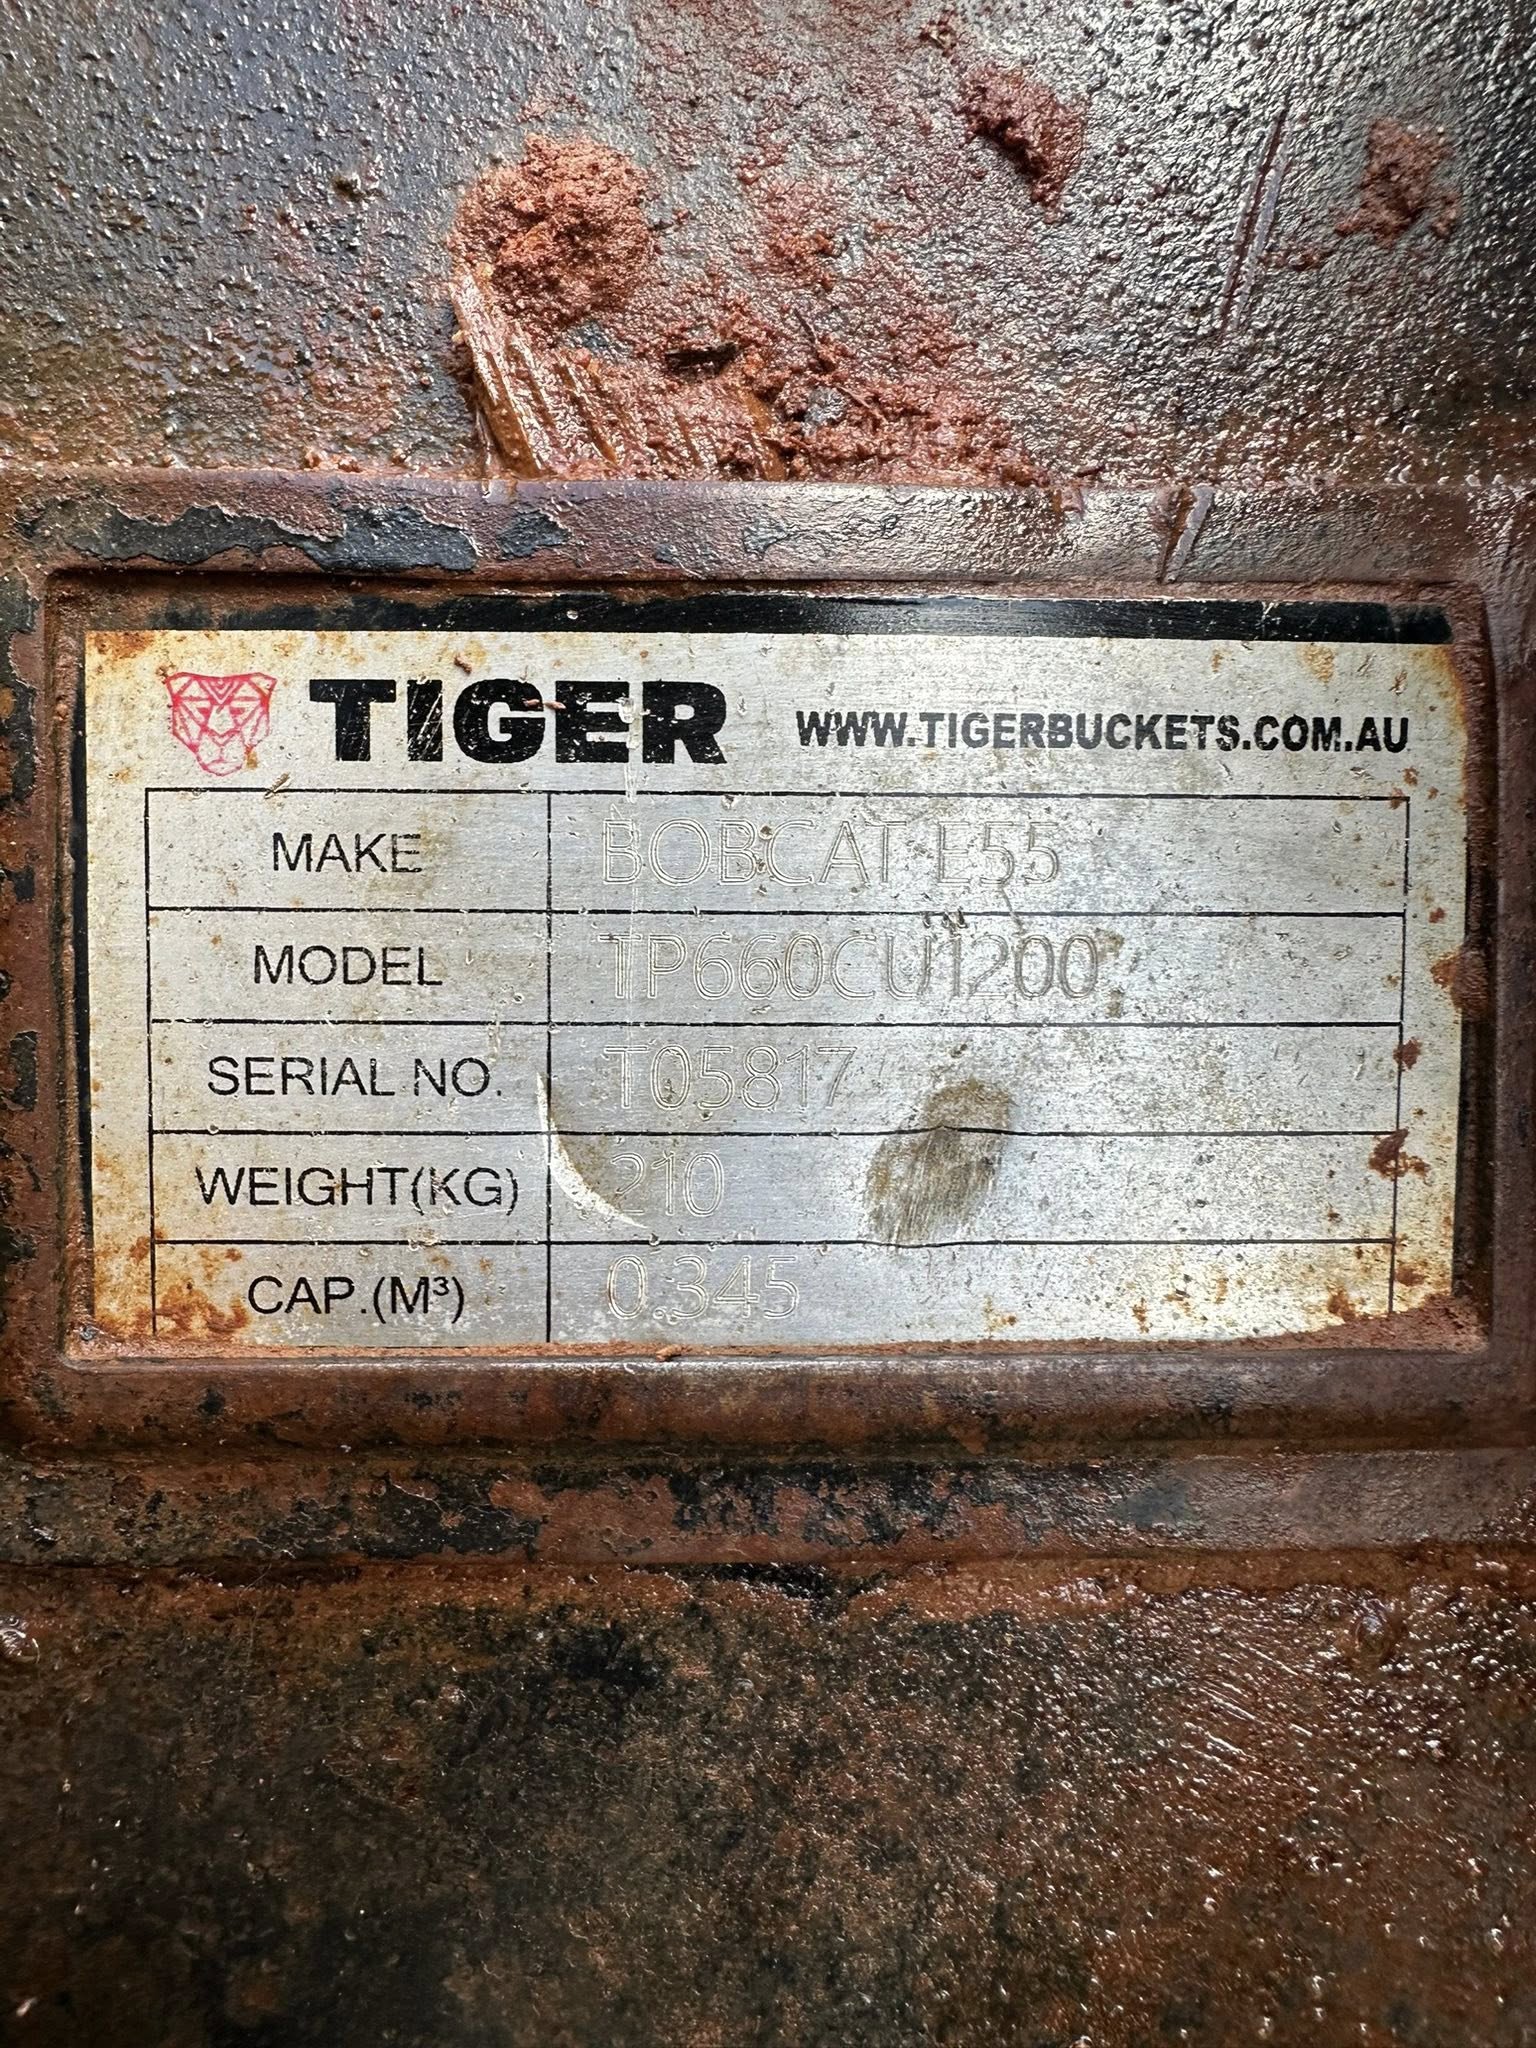 TIGER WWW.TIGERBUCKETS.COM.AU
MAKE BOBCAT E55
MODEL TP660CU1200
SERIAL NO. T05817
WEIGHT(KG) 210
CAP.(M³) 0.345